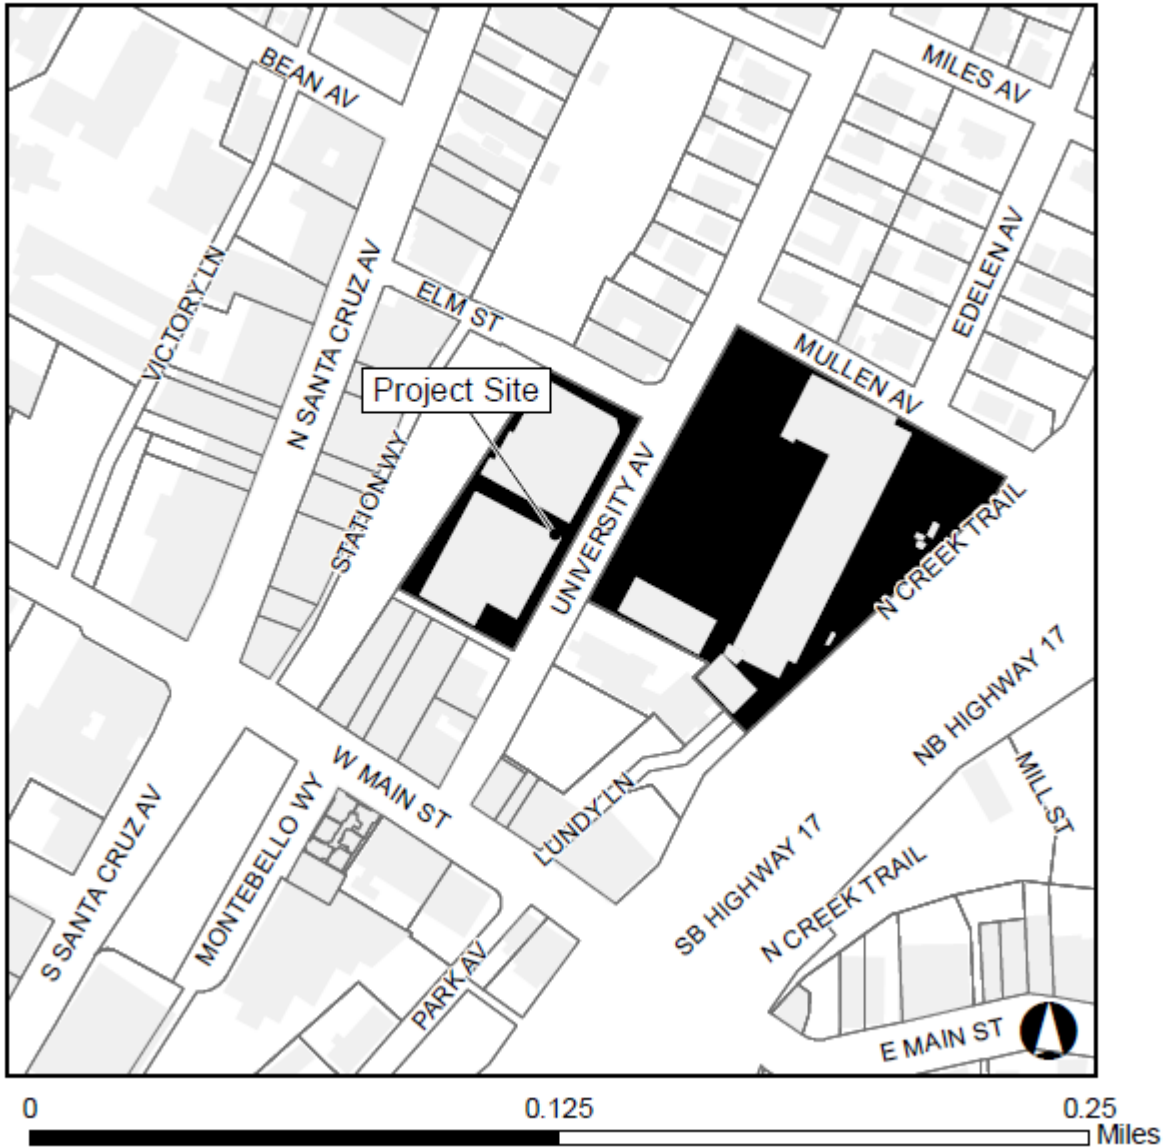 BEAN AV
MILES AV
VICTORY LN
N SANTA CRUZ AV
ELM ST
EDELEN AV
MULLEN AV
Project Site
STATION WY
UNIVERSITY AV
N CREEK TRAIL
NB HIGHWAY 17
W MAIN ST
MILL ST
LUNDY LN
S SANTA CRUZ AV
MONTEBELLO WY
SB HIGHWAY 17
N CREEK TRAIL
PARK AV
E MAIN ST
0 0.125 0.25
Miles